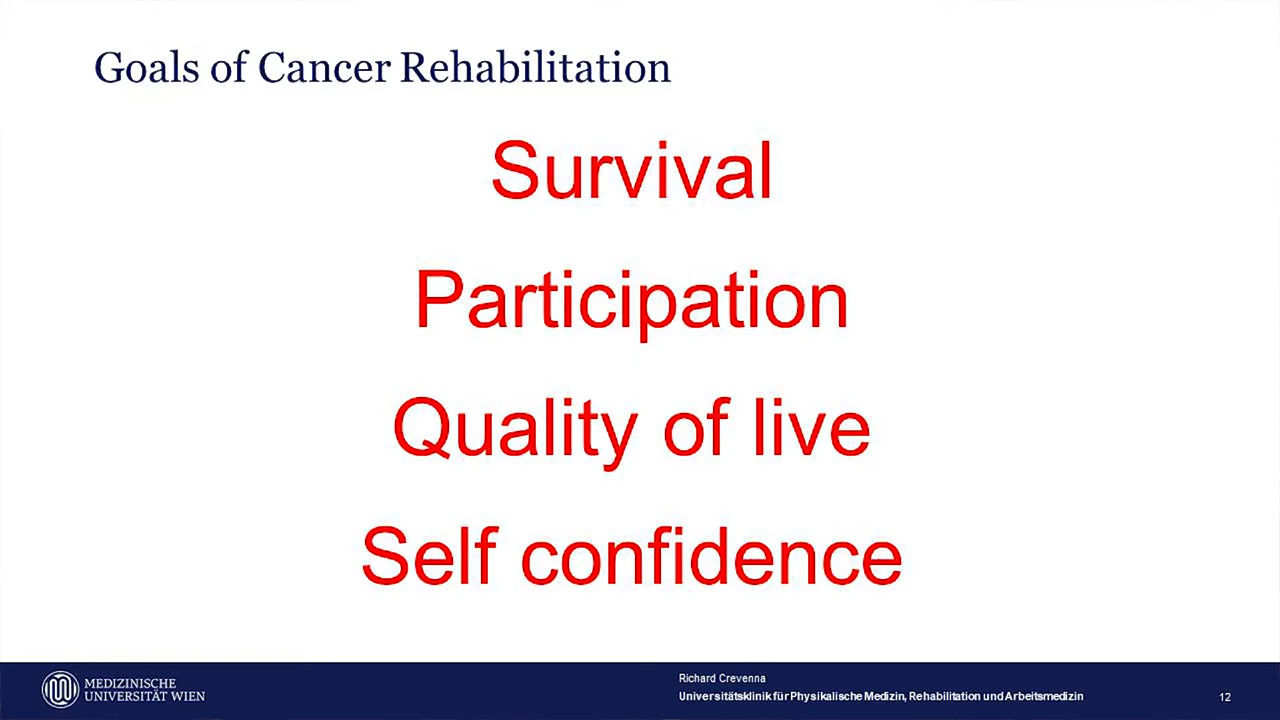 Goals of Cancer Rehabilitation
Survival
Participation
Quality of live
Self confidence
MEDIZINISCHE
UNIVERSITÄT WIEN
Richard Crevenna
Universitätsklinik für Physikalische Medizin, Rehabilitation und Arbeitsmedizin
12